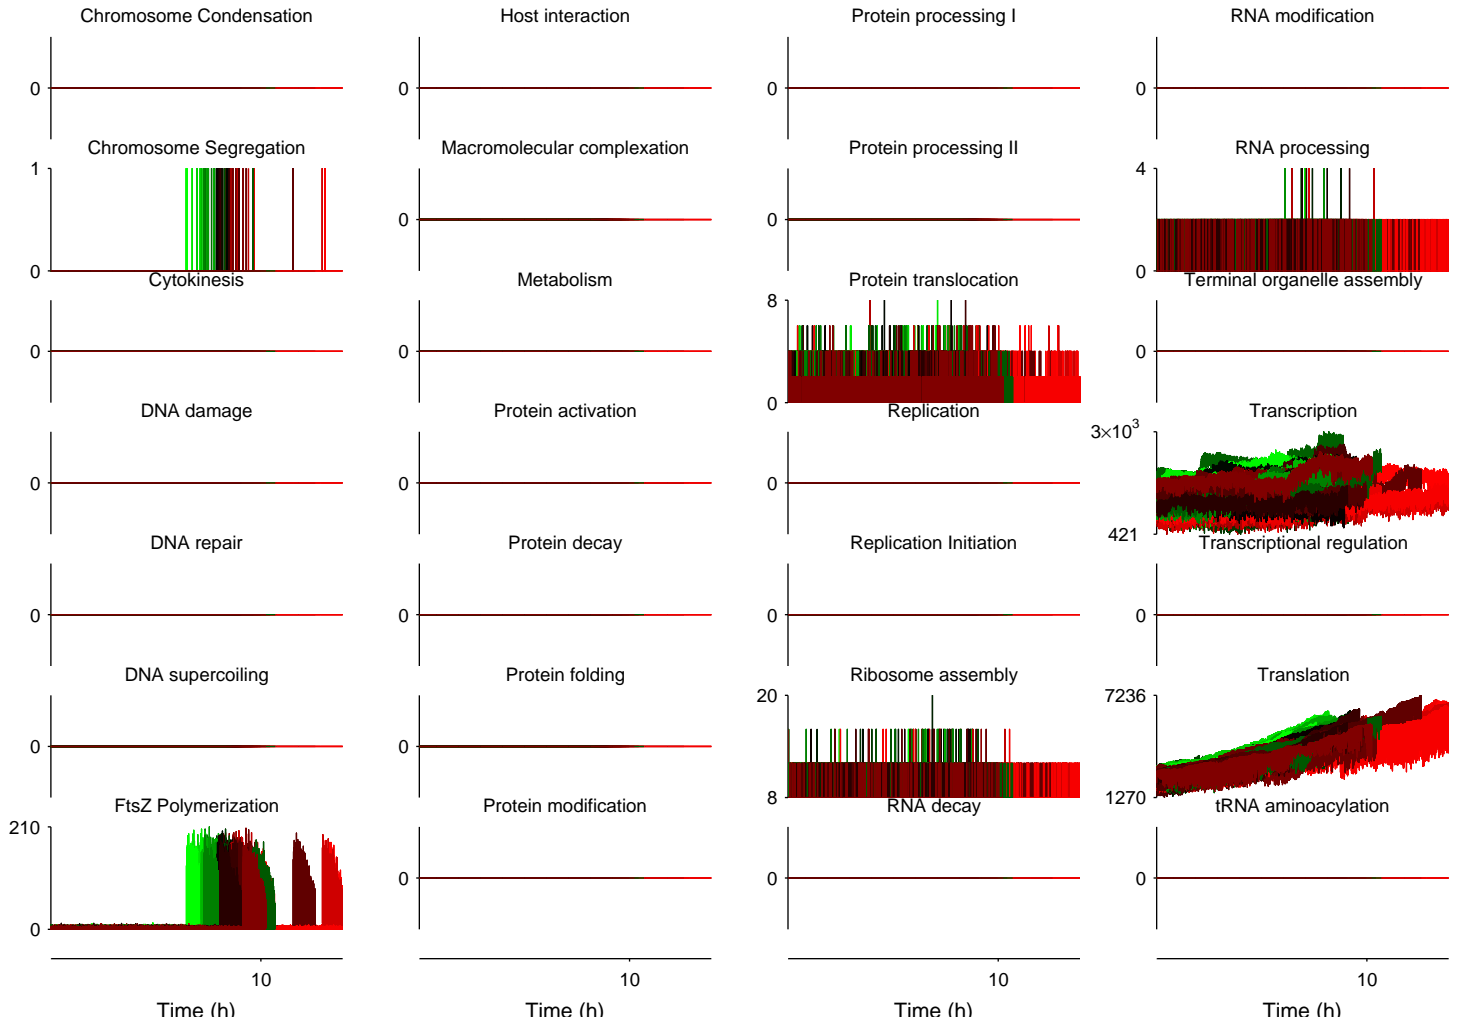 Chromosome Condensation
Host interaction
Protein processing I
RNA modification
0
0
0
0
Chromosome Segregation
Macromolecular complexation
Protein processing II
RNA processing
1
0
0
0
4
0
Cytokinesis
Metabolism
Protein translocation
Terminal organelle assembly
0
0
8
0
0
DNA damage
Protein activation
Replication
Transcription
0
0
0
3×10³
421
DNA repair
Protein decay
Replication Initiation
Transcriptional regulation
0
0
0
0
DNA supercoiling
Protein folding
Ribosome assembly
Translation
0
0
20
8
7236
1270
FtsZ Polymerization
Protein modification
RNA decay
tRNA aminoacylation
210
0
0
0
0
10
10
10
10
Time (h)
Time (h)
Time (h)
Time (h)